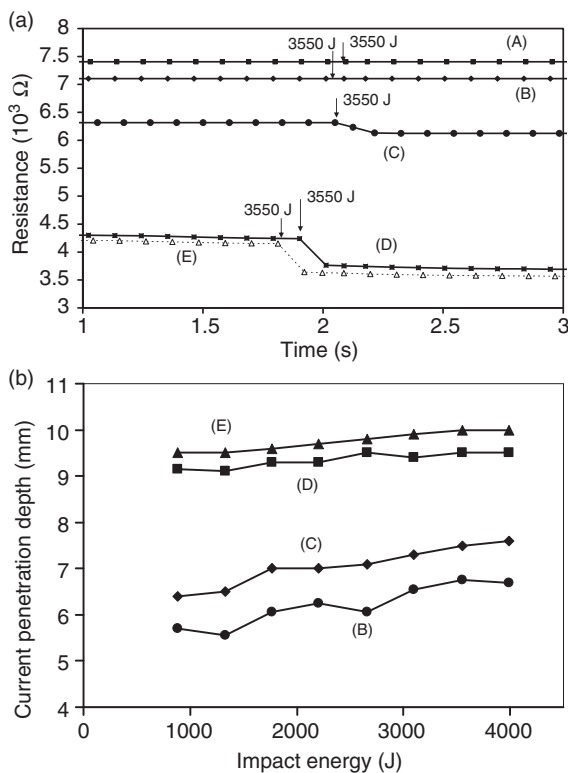 (a)
8
7.5
7
6.5
6
5.5
5
4.5
4
3.5
3
Resistance (10³ Ω)
3550 J
3550 J
(A)
(B)
3550 J
(C)
3550 J
3550 J
(E)
(D)
1
1.5
2
2.5
3
Time (s)
(b)
11
10
9
8
7
6
5
4
Current penetration depth (mm)
(E)
(D)
(C)
(B)
0
1000
2000
3000
4000
Impact energy (J)